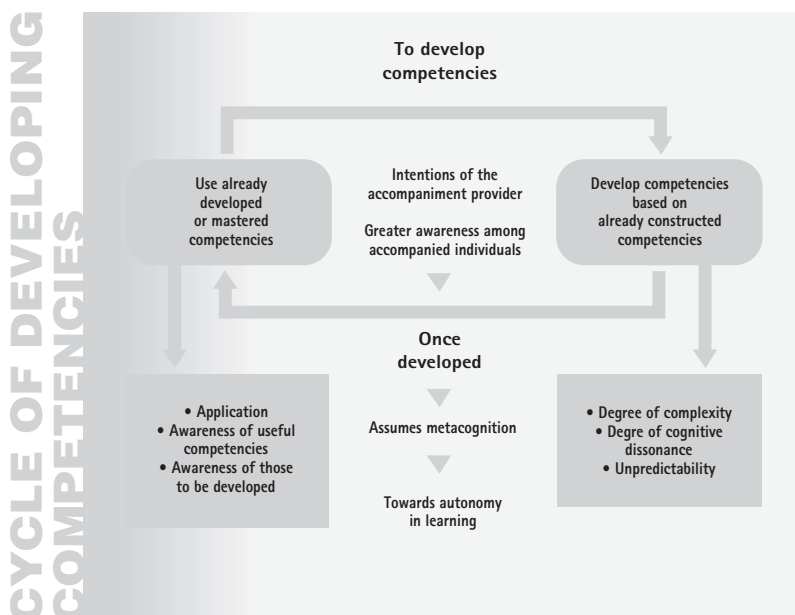 CYCLE OF DEVELOPING
COMPETENCIES
To develop
competencies
Use already
developed
or mastered
competencies
Intentions of the
accompaniment provider
Greater awareness among
accompanied individuals
Develop competencies
based on
already constructed
competencies
Once
developed
• Application
• Awareness of useful
competencies
• Awareness of those
to be developed
Assumes metacognition
Towards autonomy
in learning
• Degree of complexity
• Degre of cognitive
dissonance
• Unpredictability